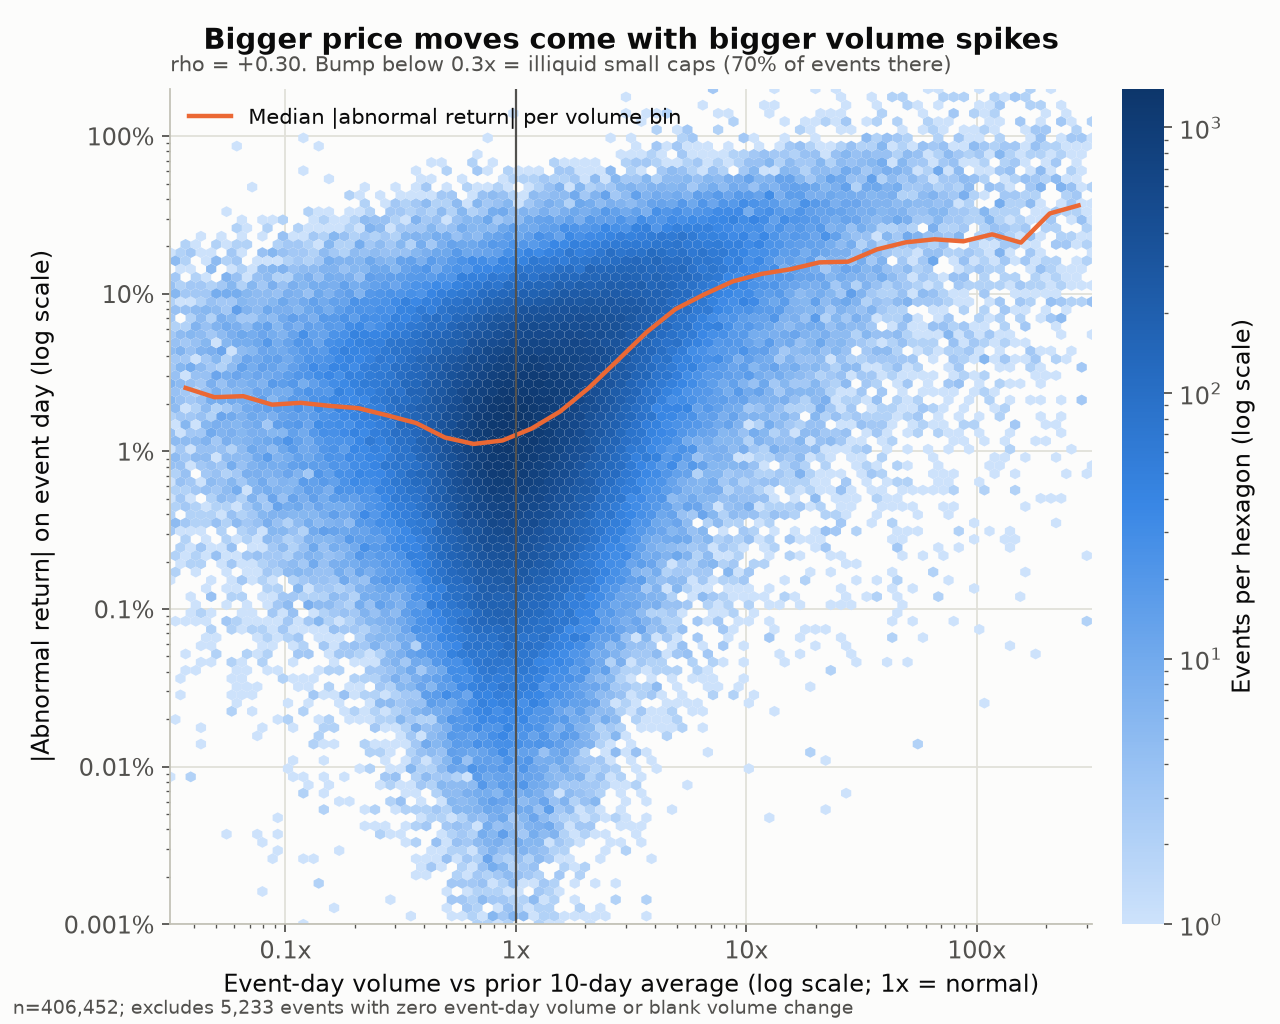 Bigger price moves come with bigger volume spikes
rho = +0.30. Bump below 0.3x = illiquid small caps (70% of events there)
Median |abnormal return| per volume bin
|Abnormal return| on event day (log scale)
100%
10%
1%
0.1%
0.01%
0.001%
0.1x
1x
10x
100x
Event-day volume vs prior 10-day average (log scale; 1x = normal)
10³
10²
10¹
10⁰
Events per hexagon (log scale)
n=406,452; excludes 5,233 events with zero event-day volume or blank volume change